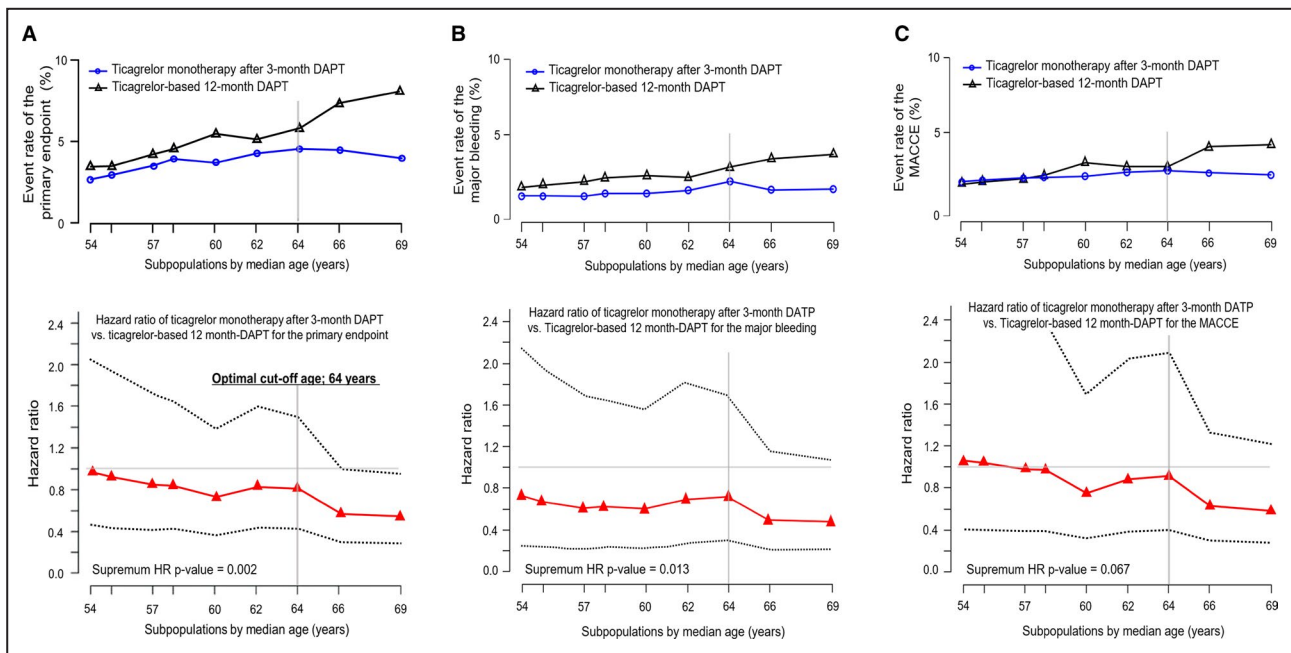 A
Event rate of the
primary endpoint (%)
10
5
0
Ticagrelor monotherapy after 3-month DAPT
Ticagrelor-based 12-month DAPT
54 57 60 62 64 66 69
Subpopulations by median age (years)
B
Event rate of the
major bleeding (%)
10
5
0
Ticagrelor monotherapy after 3-month DAPT
Ticagrelor-based 12-month DAPT
54 57 60 62 64 66 69
Subpopulations by median age (years)
C
Event rate of the
MACCE (%)
10
5
0
Ticagrelor monotherapy after 3-month DAPT
Ticagrelor-based 12-month DAPT
54 57 60 62 64 66 69
Subpopulations by median age (years)
Hazard ratio of ticagrelor monotherapy after 3-month DAPT
vs. ticagrelor-based 12 month-DAPT for the primary endpoint
Optimal cut-off age; 64 years
Hazard ratio
2.4
2.0
1.6
1.2
0.8
0.4
0.0
Supremum HR p-value = 0.002
54 57 60 62 64 66 69
Subpopulations by median age (years)
Hazard ratio of ticagrelor monotherapy after 3-month DATP
vs. Ticagrelor-based 12 month-DAPT for the major bleeding
Hazard ratio
2.4
2.0
1.6
1.2
0.8
0.4
0.0
Supremum HR p-value = 0.013
54 57 60 62 64 66 69
Subpopulations by median age (years)
Hazard ratio of ticagrelor monotherapy after 3-month DATP
vs. Ticagrelor-based 12 month-DAPT for the MACCE
Hazard ratio
2.4
2.0
1.6
1.2
0.8
0.4
0.0
Supremum HR p-value = 0.067
54 57 60 62 64 66 69
Subpopulations by median age (years)